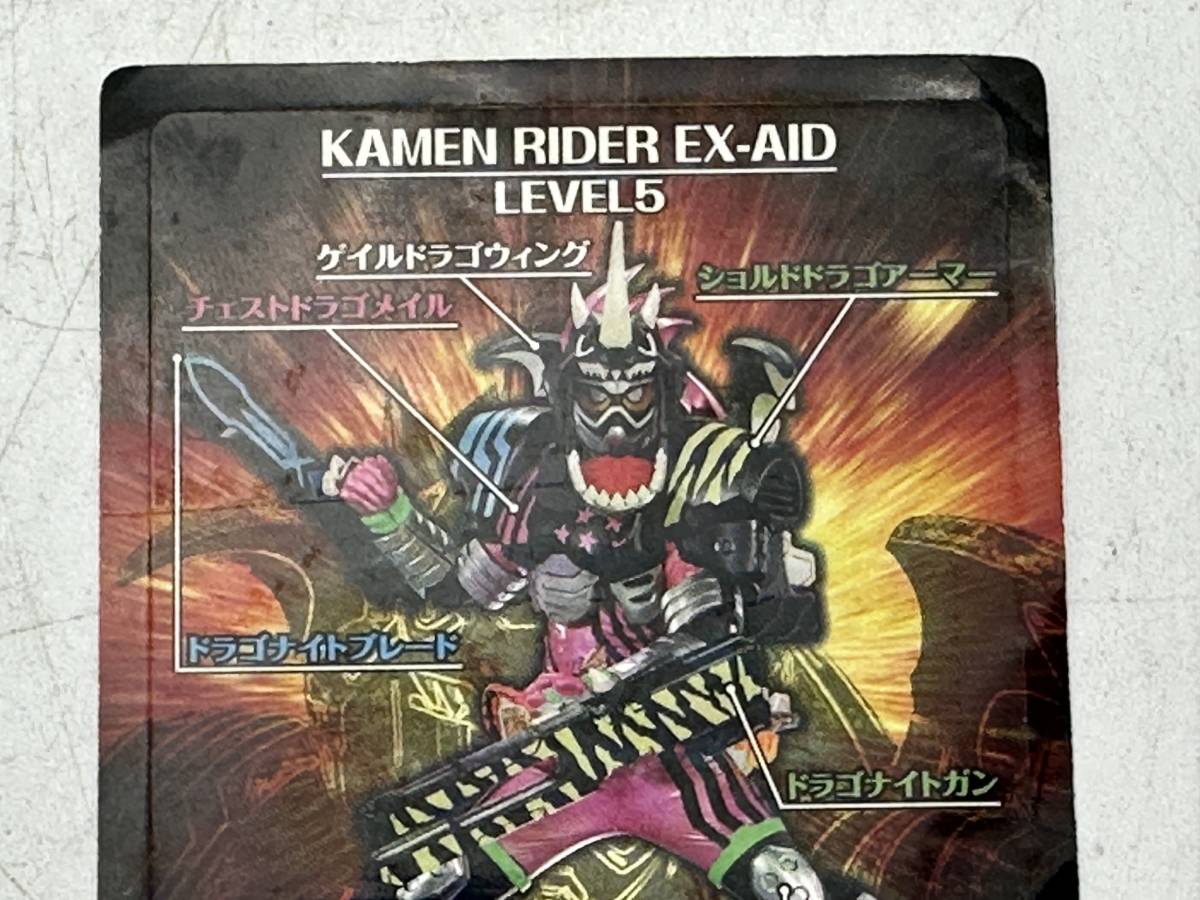 KAMEN RIDER EX-AID
LEVEL5
ゲイルドラゴウィング
ショルドドラゴアーマー
チェストドラゴメイル
ドラゴナイトブレード
ドラゴナイトガン